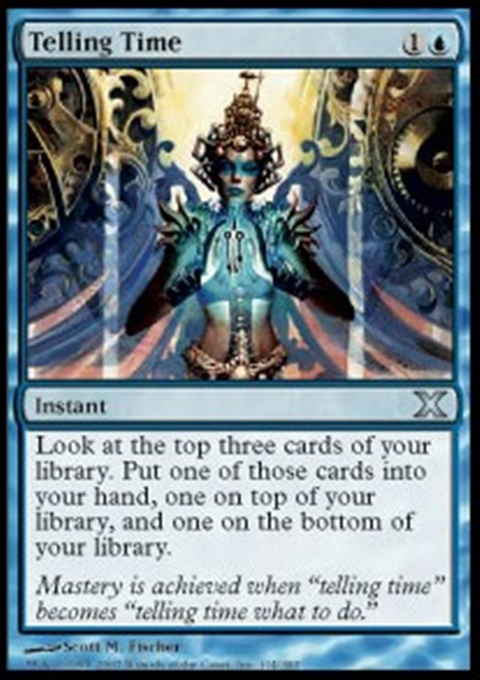 Telling Time 1
Instant
Look at the top three cards of your
library. Put one of those cards into
your hand, one on top of your
library, and one on the bottom of
your library.
Mastery is achieved when “telling time”
becomes “telling time what to do.”
Scott M. Fischer